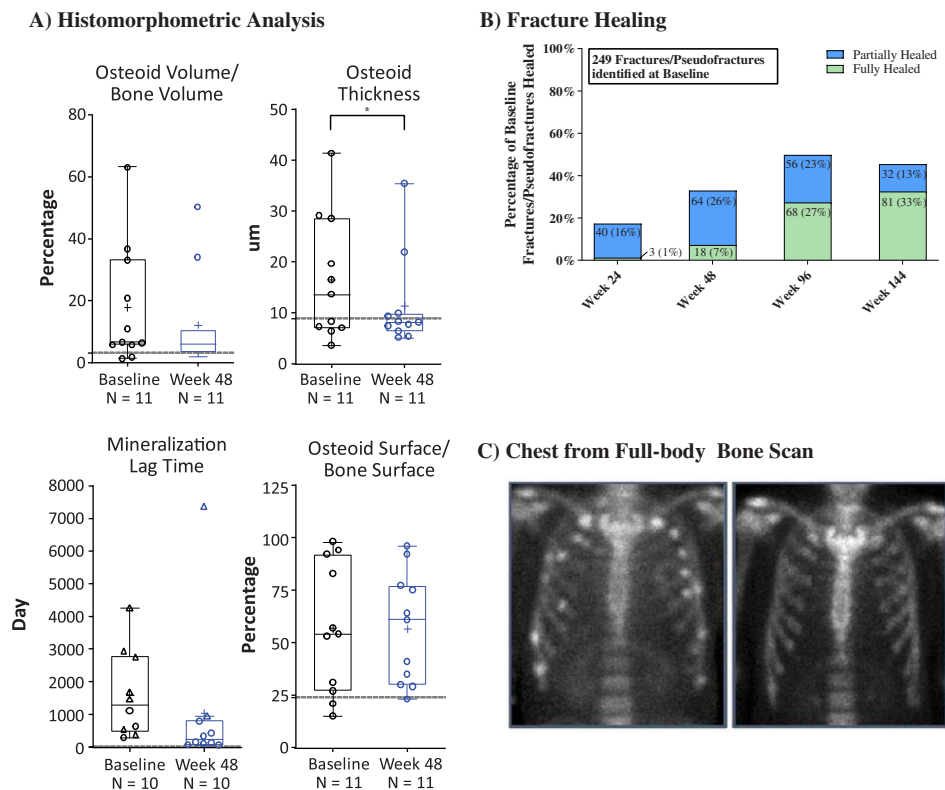 A) Histomorphometric Analysis
Osteoid Volume/
Bone Volume
Percentage
80
60
40
20
0
Baseline
N = 11
Week 48
N = 11
Osteoid
Thickness
um
50
40
30
20
10
0
*
Baseline
N = 11
Week 48
N = 11
Mineralization
Lag Time
Day
8000
7000
6000
5000
4000
3000
2000
1000
0
Baseline
N = 10
Week 48
N = 10
Osteoid Surface/
Bone Surface
Percentage
125
100
75
50
25
0
Baseline
N = 11
Week 48
N = 11
B) Fracture Healing
Percentage of Baseline
Fractures/Pseudofractures Healed
100%
80%
60%
40%
20%
0%
249 Fractures/Pseudofractures
identified at Baseline
Partially Healed
Fully Healed
40 (16%)
3 (1%)
64 (26%)
18 (7%)
56 (23%)
68 (27%)
32 (13%)
81 (33%)
Week 24
Week 48
Week 96
Week 144
C) Chest from Full-body Bone Scan